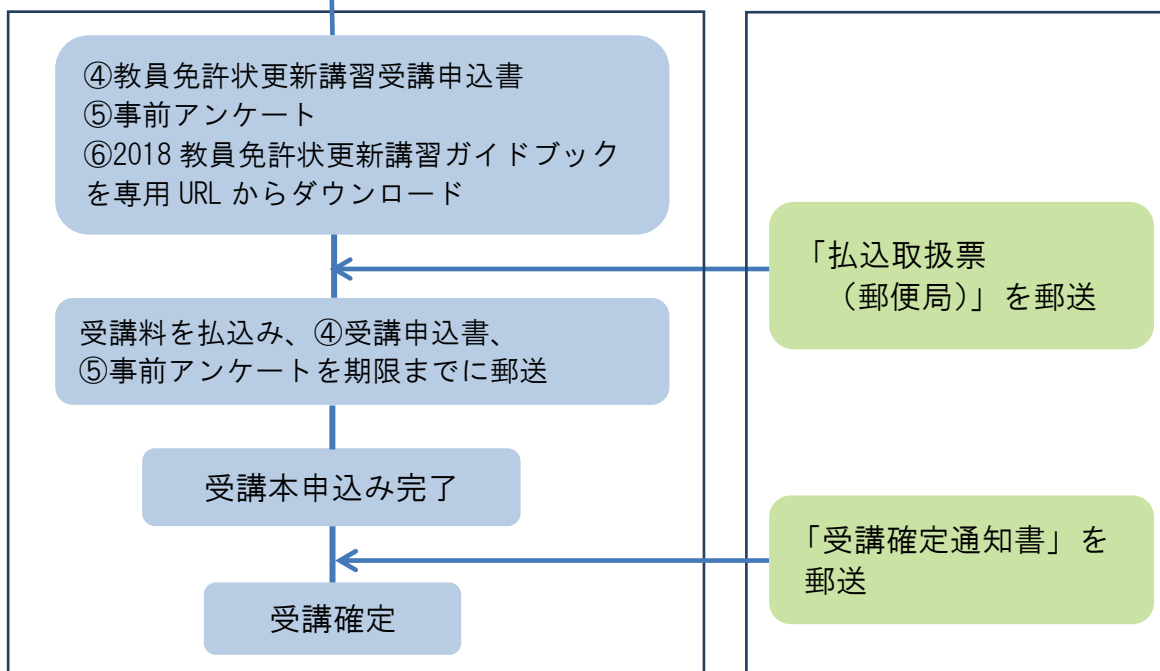 ④教員免許状更新講習受講申込書
⑤事前アンケート
⑥2018 教員免許状更新講習ガイドブック
を専用 URL からダウンロード
「払込取扱票
（郵便局）」を郵送
受講料を払込み、④受講申込書、
⑤事前アンケートを期限までに郵送
受講本申込み完了
「受講確定通知書」を
郵送
受講確定